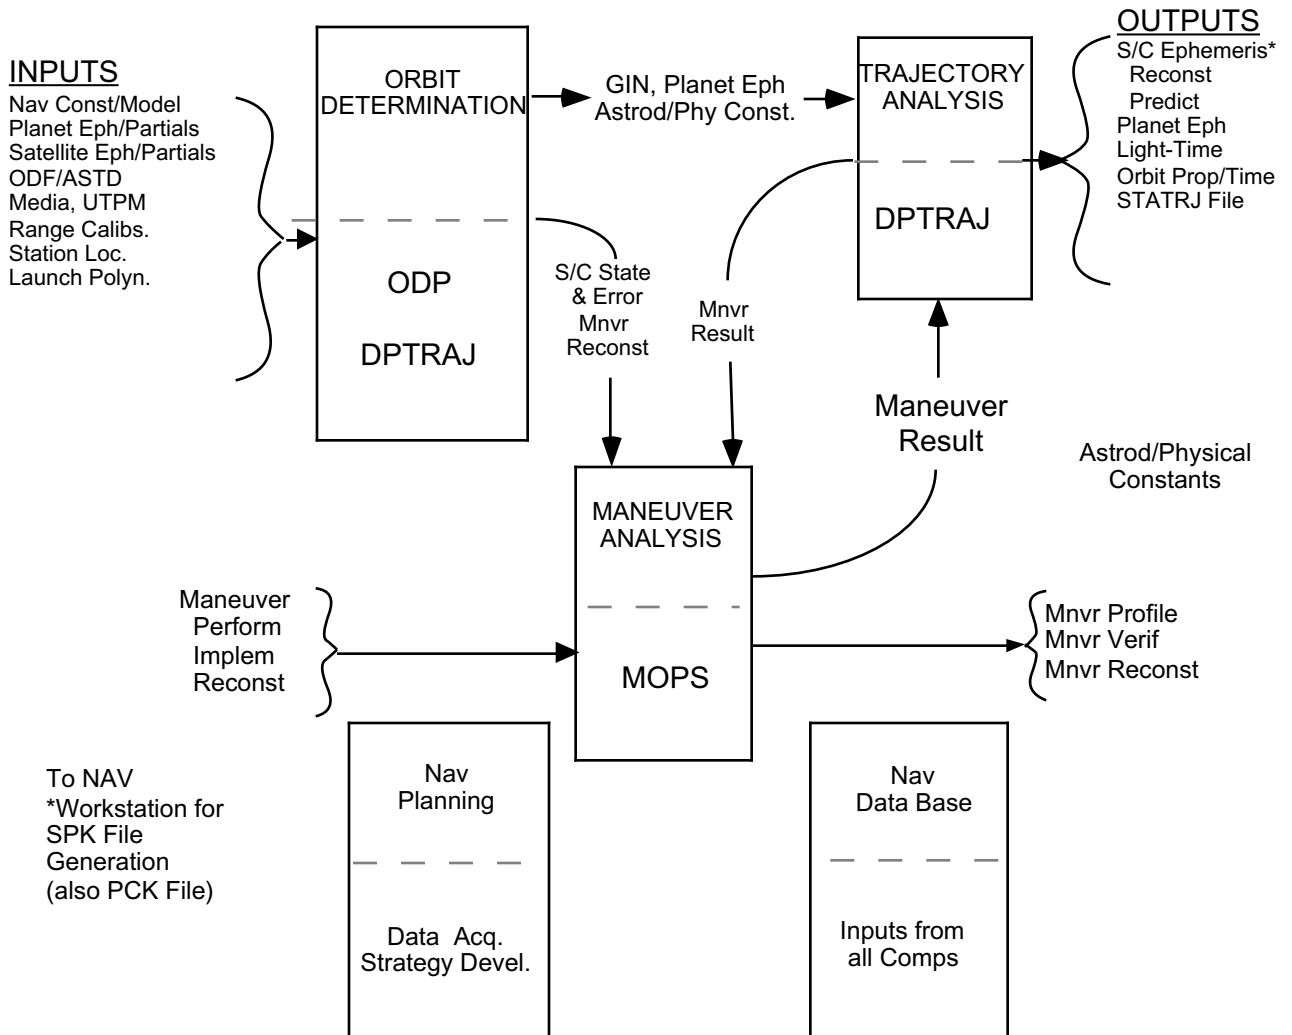 INPUTS
Nav Const/Model
Planet Eph/Partials
Satellite Eph/Partials
ODF/ASTD
Media, UTPM
Range Calibs.
Station Loc.
Launch Polyn.
ORBIT
DETERMINATION
ODP
DPTRAJ
GIN, Planet Eph
Astrod/Phy Const.
TRAJECTORY
ANALYSIS
DPTRAJ
OUTPUTS
S/C Ephemeris*
Reconst
Predict
Planet Eph
Light-Time
Orbit Prop/Time
STATRJ File
S/C State
& Error
Mnvr
Reconst
Mnvr
Result
Maneuver
Result
Astrod/Physical
Constants
MANEUVER
ANALYSIS
MOPS
Maneuver
Perform
Implem
Reconst
Mnvr Profile
Mnvr Verif
Mnvr Reconst
To NAV
*Workstation for
SPK File
Generation
(also PCK File)
Nav
Planning
Data Acq.
Strategy Devel.
Nav
Data Base
Inputs from
all Comps